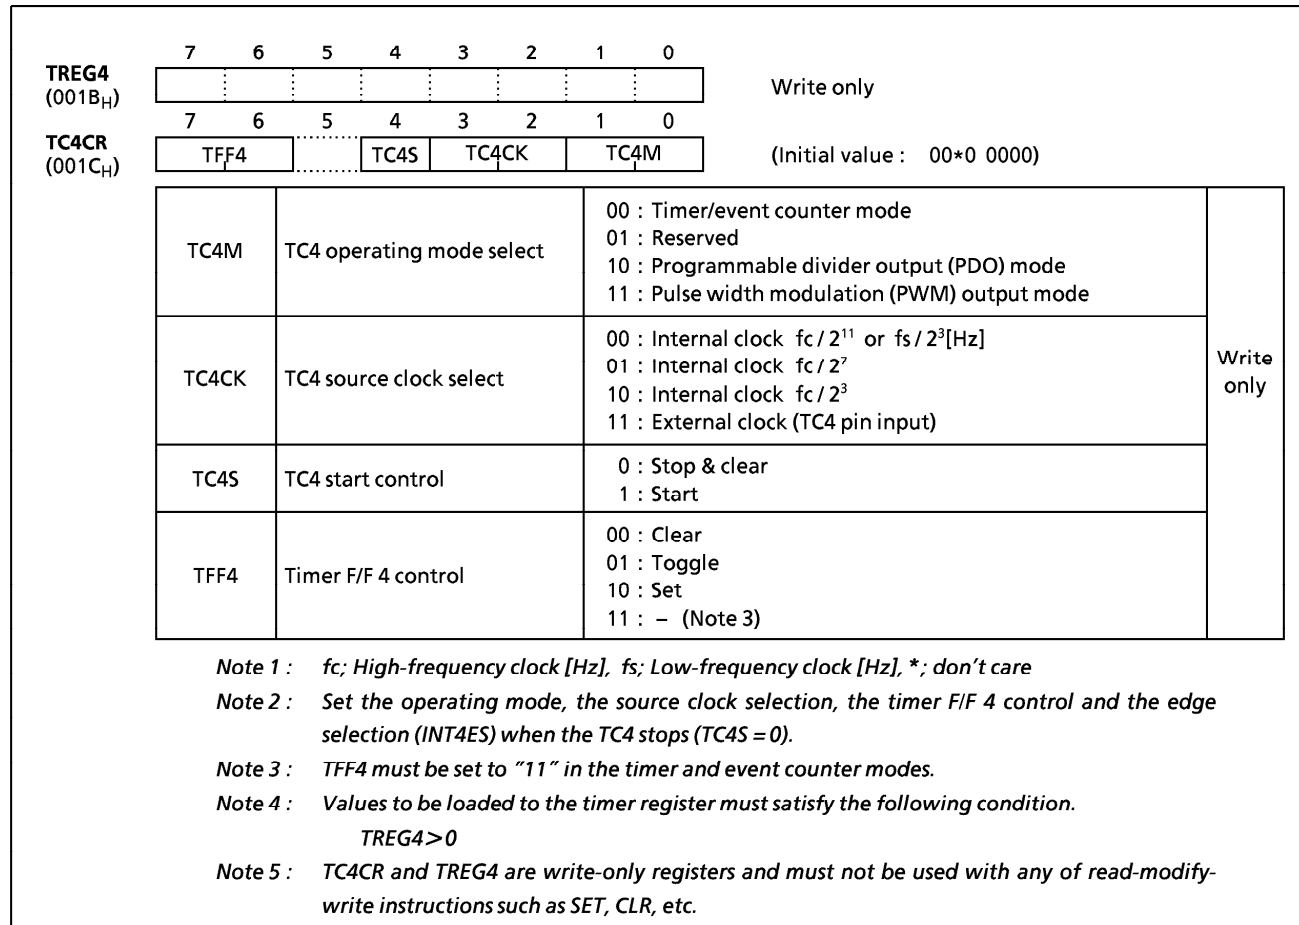 7 6 5 4 3 2 1 0
TREG4
(001BH)
Write only
7 6 5 4 3 2 1 0
TC4CR
(001CH)
TFF4 TC4S TC4CK TC4M
(Initial value : 00*0 0000)
TC4M
TC4 operating mode select
00 : Timer/event counter mode
01 : Reserved
10 : Programmable divider output (PDO) mode
11 : Pulse width modulation (PWM) output mode
TC4CK
TC4 source clock select
00 : Internal clock fc / 2¹¹ or fs / 2³[Hz]
01 : Internal clock fc / 2⁷
10 : Internal clock fc / 2³
11 : External clock (TC4 pin input)
TC4S
TC4 start control
0 : Stop & clear
1 : Start
TFF4
Timer F/F 4 control
00 : Clear
01 : Toggle
10 : Set
11 : – (Note 3)
Write
only
Note 1 : fc; High-frequency clock [Hz], fs; Low-frequency clock [Hz], *; don't care
Note 2 : Set the operating mode, the source clock selection, the timer F/F 4 control and the edge
selection (INT4ES) when the TC4 stops (TC4S = 0).
Note 3 : TFF4 must be set to "11" in the timer and event counter modes.
Note 4 : Values to be loaded to the timer register must satisfy the following condition.
TREG4>0
Note 5 : TC4CR and TREG4 are write-only registers and must not be used with any of read-modify-
write instructions such as SET, CLR, etc.